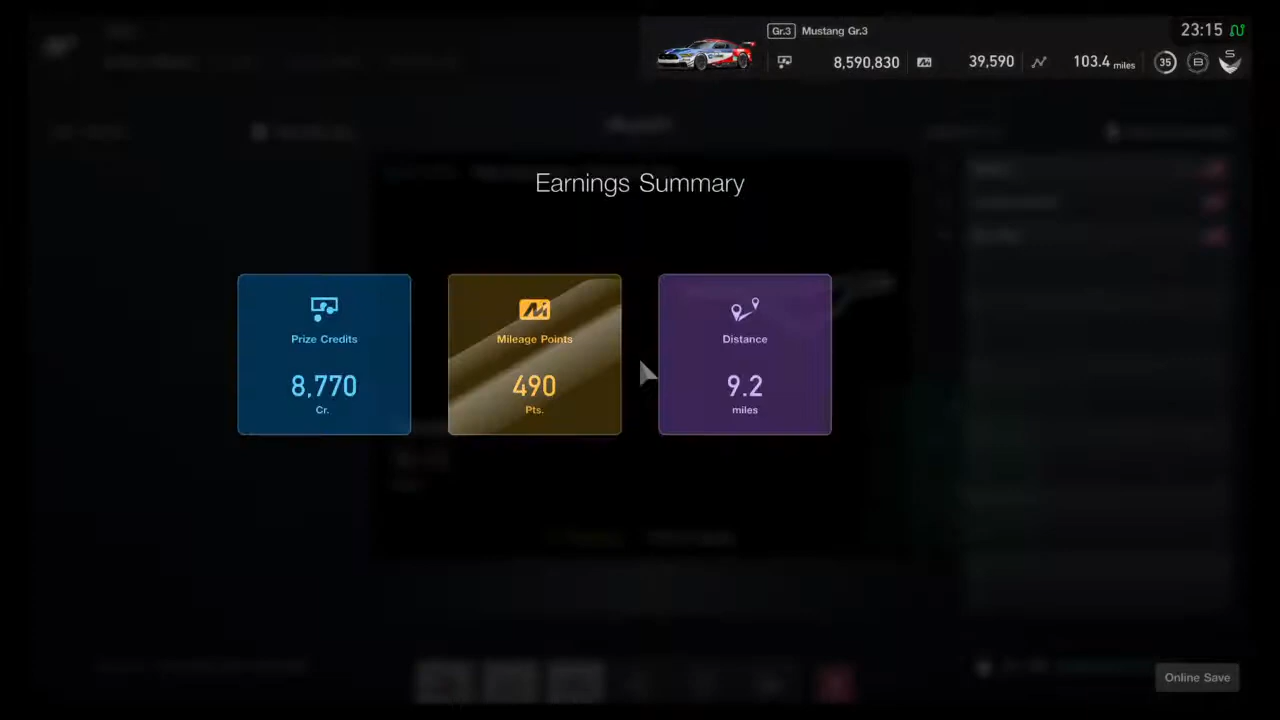 Gr.3 Mustang Gr.3
23:15
8,590,830
39,590
103.4 miles
35
B
S
Earnings Summary
Prize Credits
8,770
Cr.
Mileage Points
490
Pts.
Distance
9.2
miles
Online Save